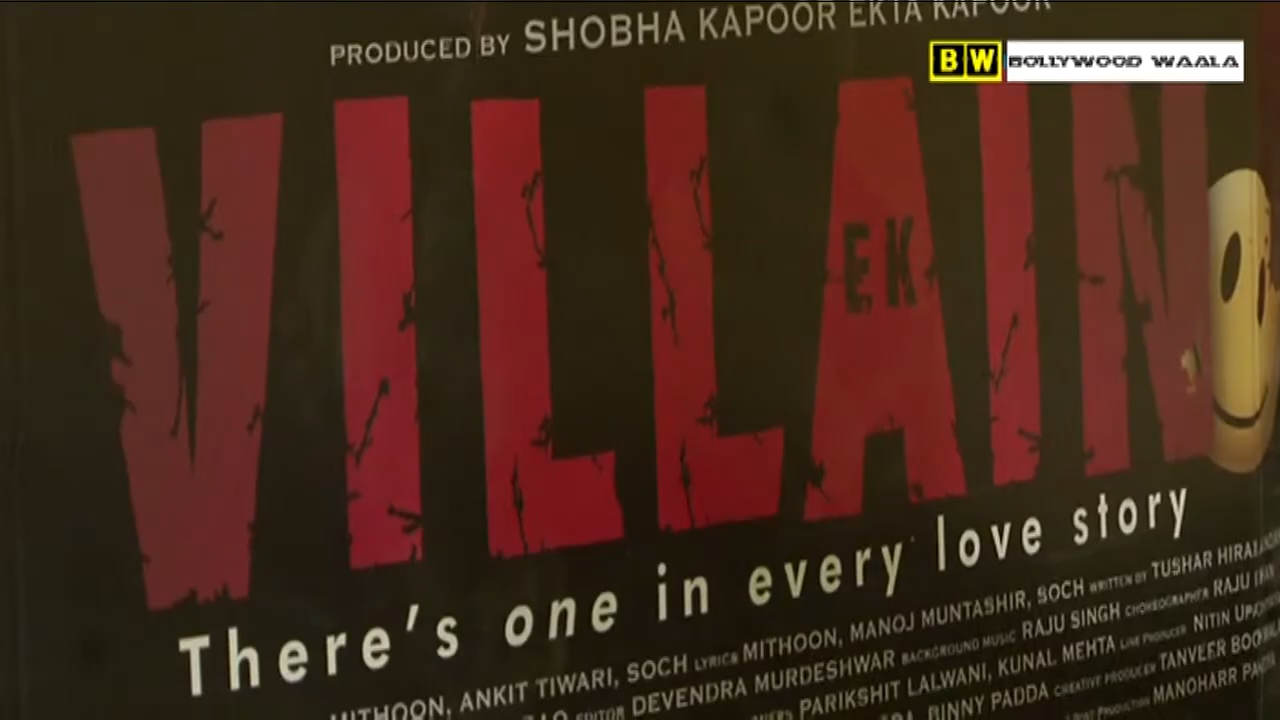 PRODUCED BY SHOBHA KAPOOR EKTA KAPOOR
BW BOLLYWOOD WAALA
VILLAIN
EK
There's one in every love story
MITHOON, ANKIT TIWARI, SOCH LYRICS MITHOON, MANOJ MUNTASHIR, SOCH WRITTEN BY TUSHAR
EDITOR DEVENDRA MURDESHWAR BACKGROUND MUSIC RAJU SINGH CHOREOGRAPHER RAJU
PARIKSHIT LALWANI, KUNAL MEHTA LINE PRODUCER NITIN
BINNY PADDA CREATIVE PRODUCER TANVEER
POST PRODUCTION MANOHARR